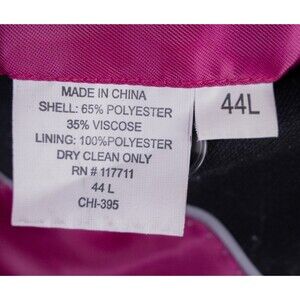 MADE IN CHINA
SHELL: 65% POLYESTER
35% VISCOSE
LINING: 100%POLYESTER
DRY CLEAN ONLY
RN # 117711
44 L
CHI-395
44L